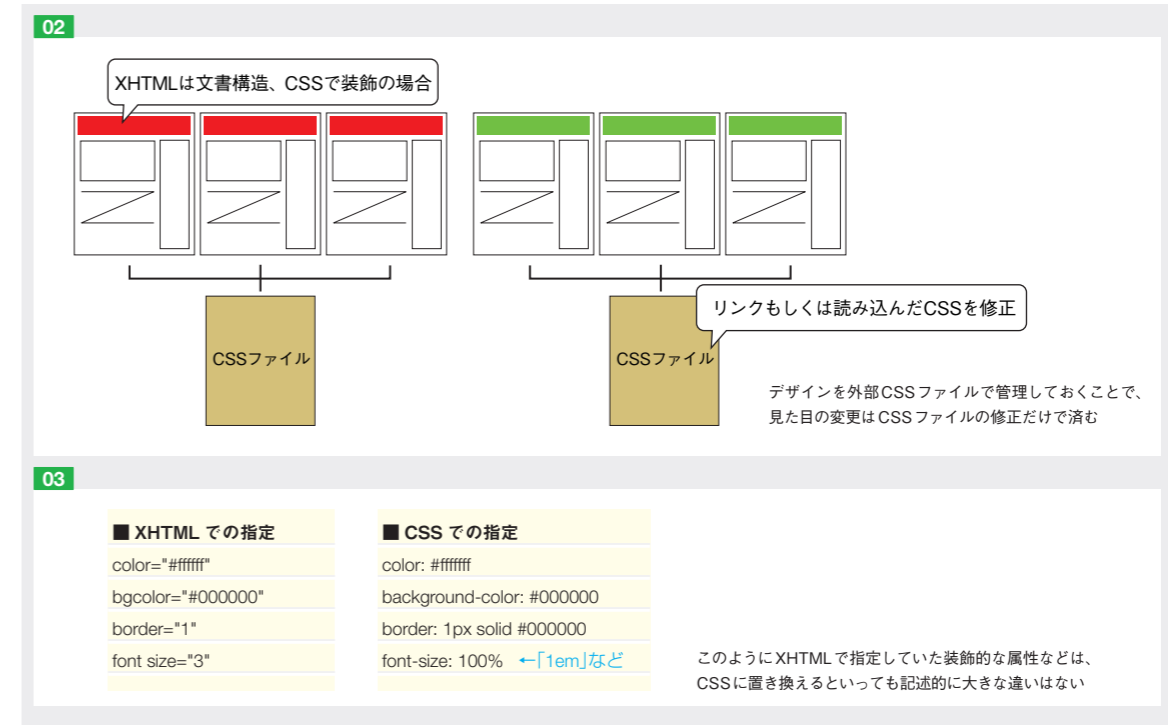 02
XHTMLは文書構造、CSSで装飾の場合
CSSファイル
リンクもしくは読み込んだCSSを修正
CSSファイル
デザインを外部CSSファイルで管理しておくことで、
見た目の変更はCSSファイルの修正だけで済む
03
■ XHTML での指定
color="#ffffff"
bgcolor="#000000"
border="1"
font size="3"
■ CSS での指定
color: #fffffff
background-color: #000000
border: 1px solid #000000
font-size: 100% ←「1em」など
このようにXHTMLで指定していた装飾的な属性などは、
CSSに置き換えるといっても記述的に大きな違いはない